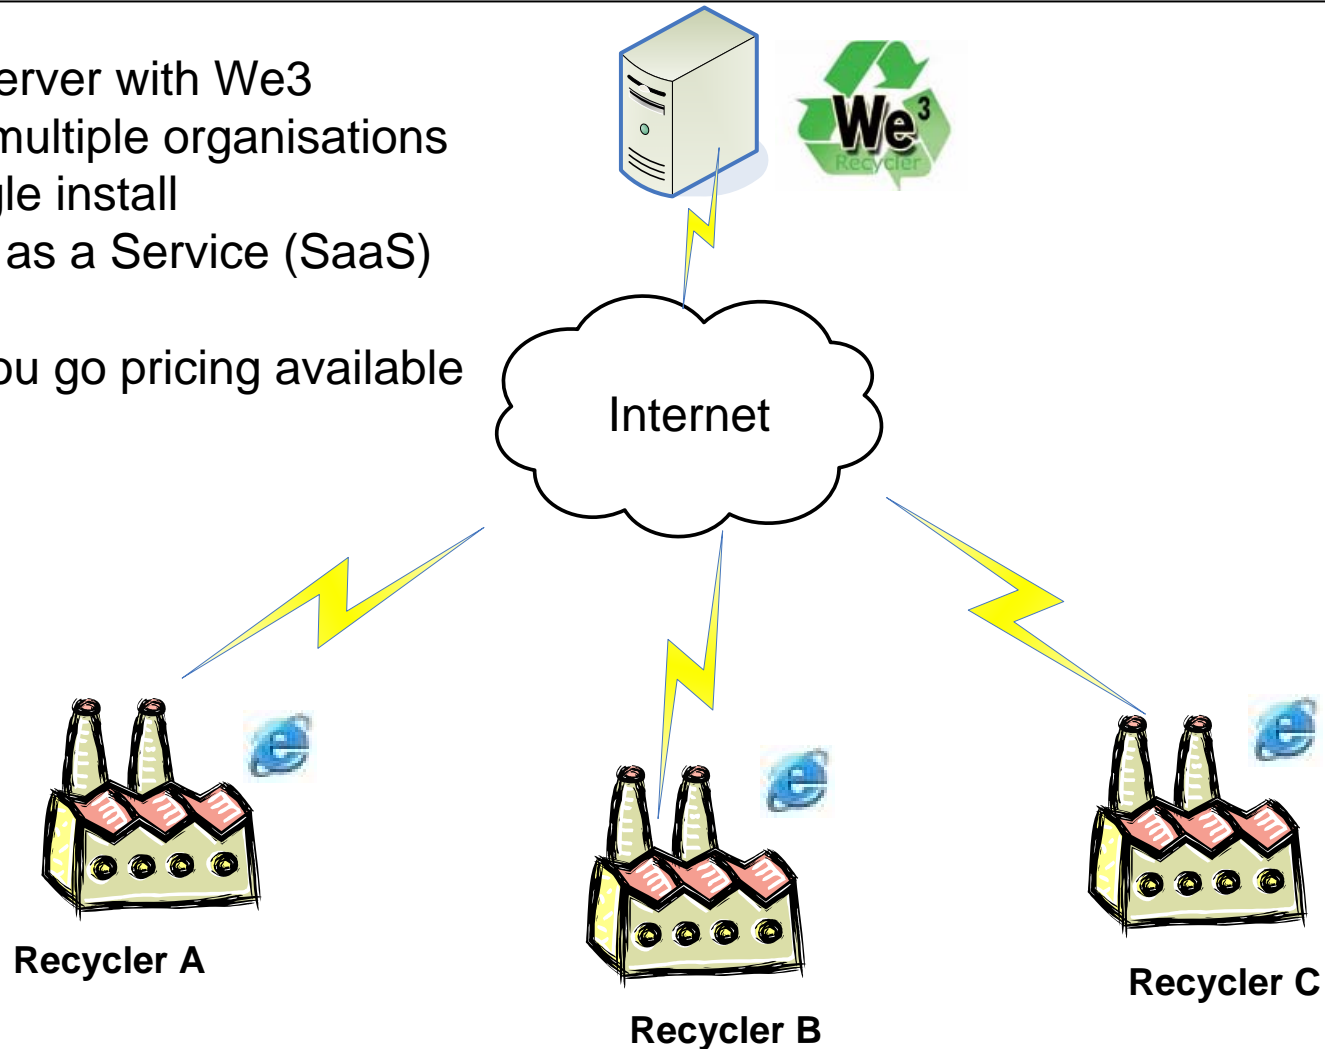 erver with We3
multiple organisations
gle install
as a Service (SaaS)
ou go pricing available
We3
Recycler
Internet
Recycler A
Recycler B
Recycler C